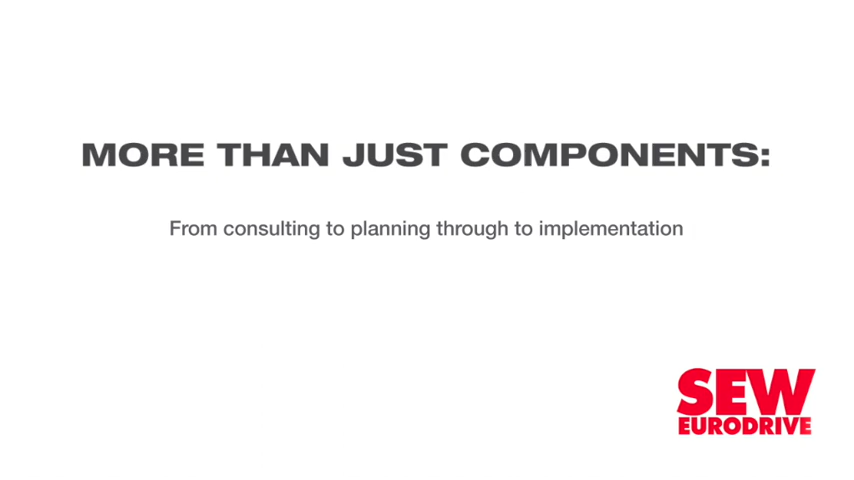 MORE THAN JUST COMPONENTS:
From consulting to planning through to implementation
SEW
EURODRIVE